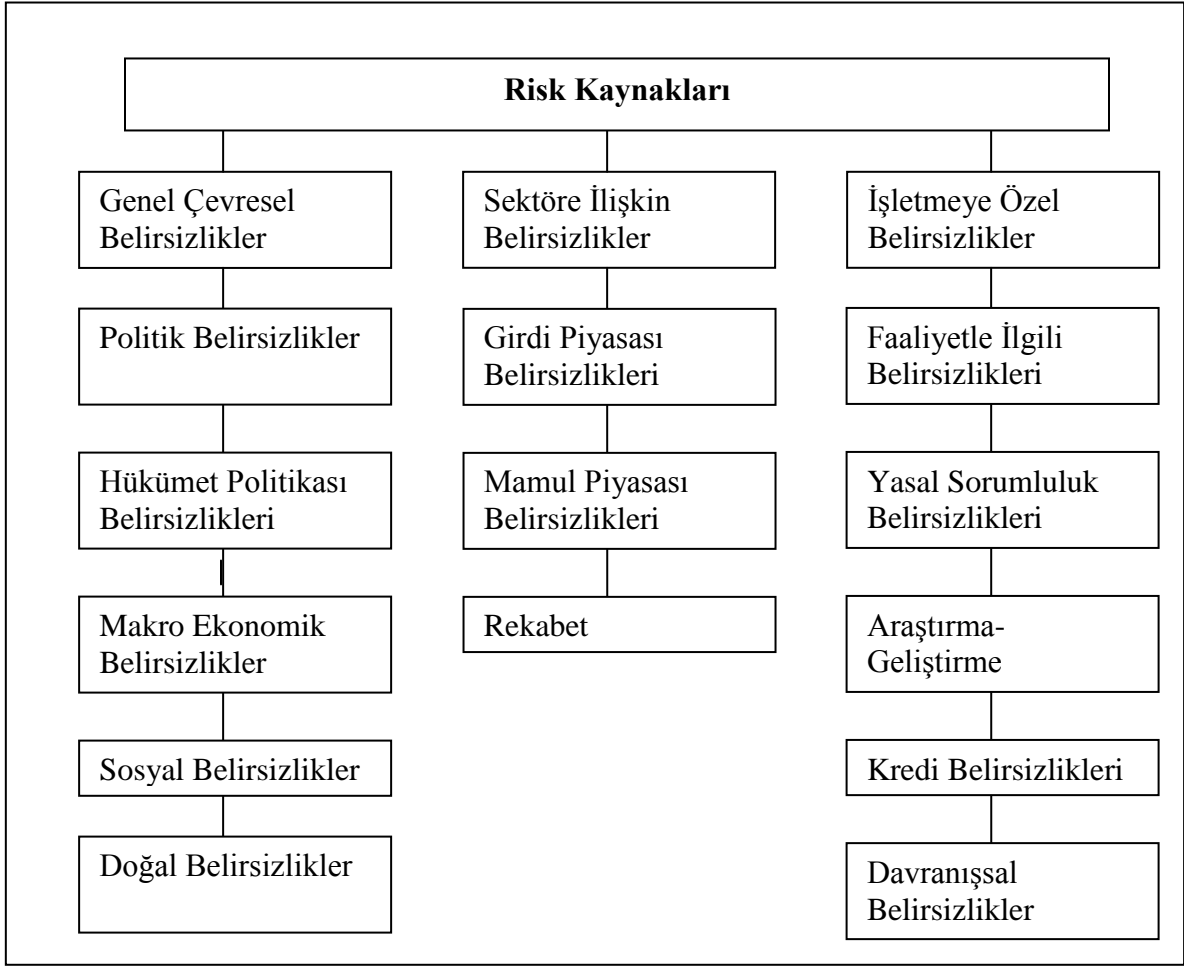 Risk Kaynakları
Genel Çevresel
Belirsizlikler
Politik Belirsizlikler
Hükümet Politikası
Belirsizlikleri
Makro Ekonomik
Belirsizlikler
Sosyal Belirsizlikler
Doğal Belirsizlikler
Sektöre İlişkin
Belirsizlikler
Girdi Piyasası
Belirsizlikleri
Mamul Piyasası
Belirsizlikleri
Rekabet
İşletmeye Özel
Belirsizlikler
Faaliyetle İlgili
Belirsizlikleri
Yasal Sorumluluk
Belirsizlikleri
Araştırma-
Geliştirme
Kredi Belirsizlikleri
Davranışsal
Belirsizlikler